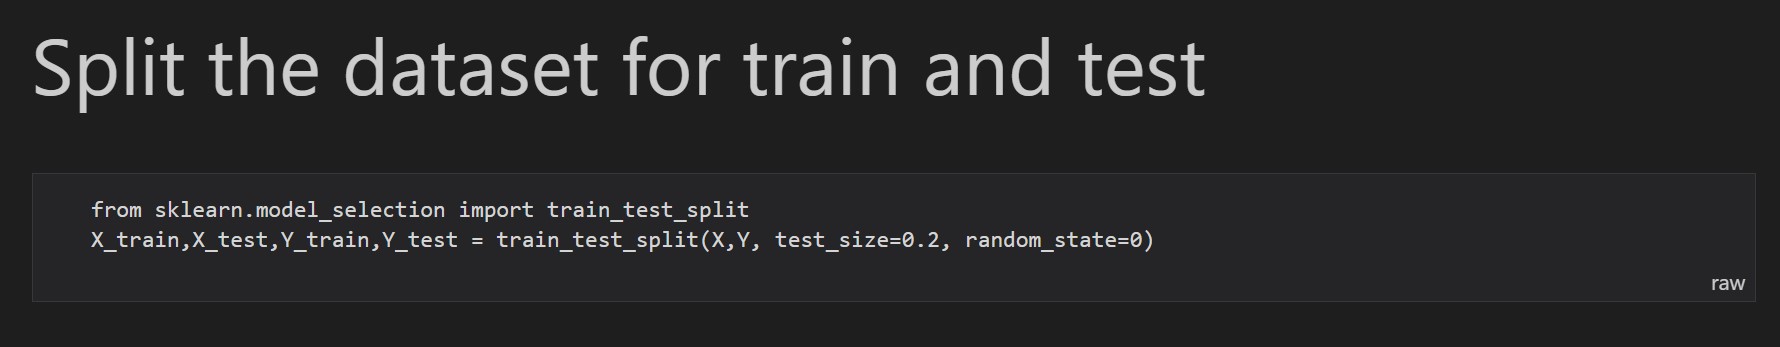 Split the dataset for train and test
from sklearn.model_selection import train_test_split
X_train,X_test,Y_train,Y_test = train_test_split(X,Y, test_size=0.2, random_state=0)
raw